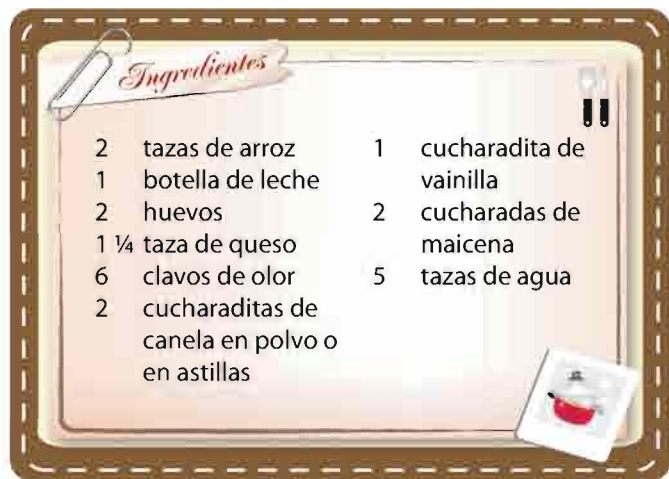 Ingredientes
2 tazas de arroz
1 botella de leche
2 huevos
1 ¼ taza de queso
6 clavos de olor
2 cucharaditas de
canela en polvo o
en astillas
1 cucharadita de
vainilla
2 cucharadas de
maicena
5 tazas de agua